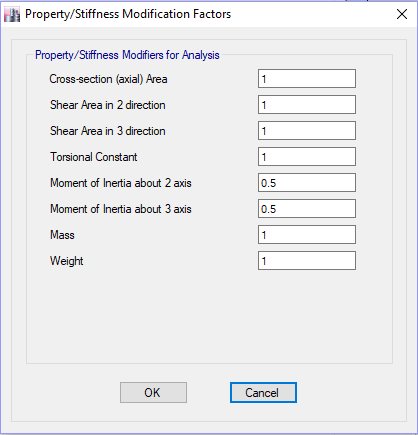 Property/Stiffness Modification Factors
Property/Stiffness Modifiers for Analysis
Cross-section (axial) Area 1
Shear Area in 2 direction 1
Shear Area in 3 direction 1
Torsional Constant 1
Moment of Inertia about 2 axis 0.5
Moment of Inertia about 3 axis 0.5
Mass 1
Weight 1
OK Cancel